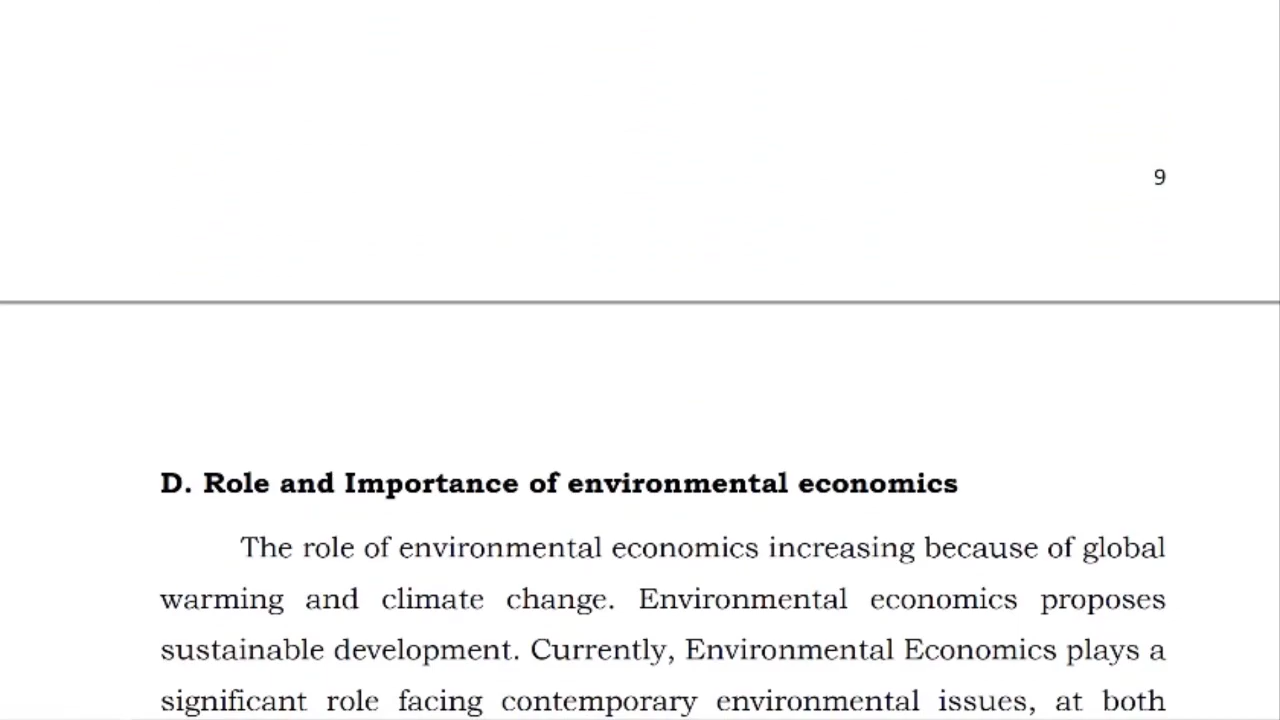 9
D. Role and Importance of environmental economics
The role of environmental economics increasing because of global
warming and climate change. Environmental economics proposes
sustainable development. Currently, Environmental Economics plays a
significant role facing contemporary environmental issues, at both